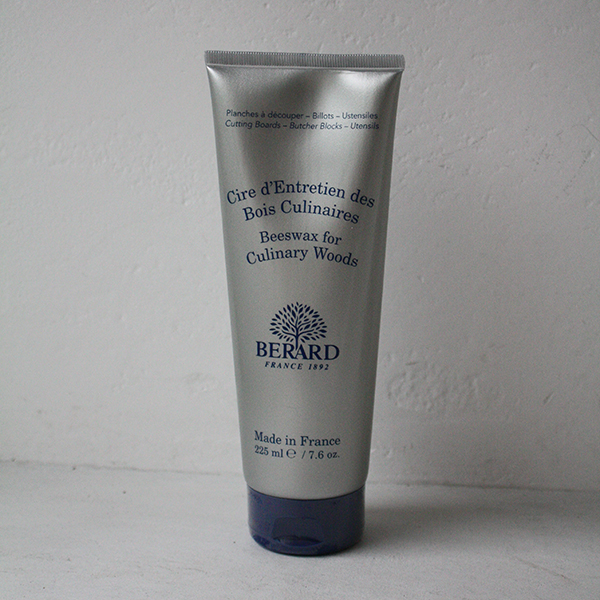 Planches à découper – Billots – Ustensiles
Cutting Boards – Butcher Blocks – Utensils
Cire d'Entretien des
Bois Culinaires
Beeswax for
Culinary Woods
BERARD
FRANCE 1892
Made in France
225 ml ℮ / 7.6 oz.